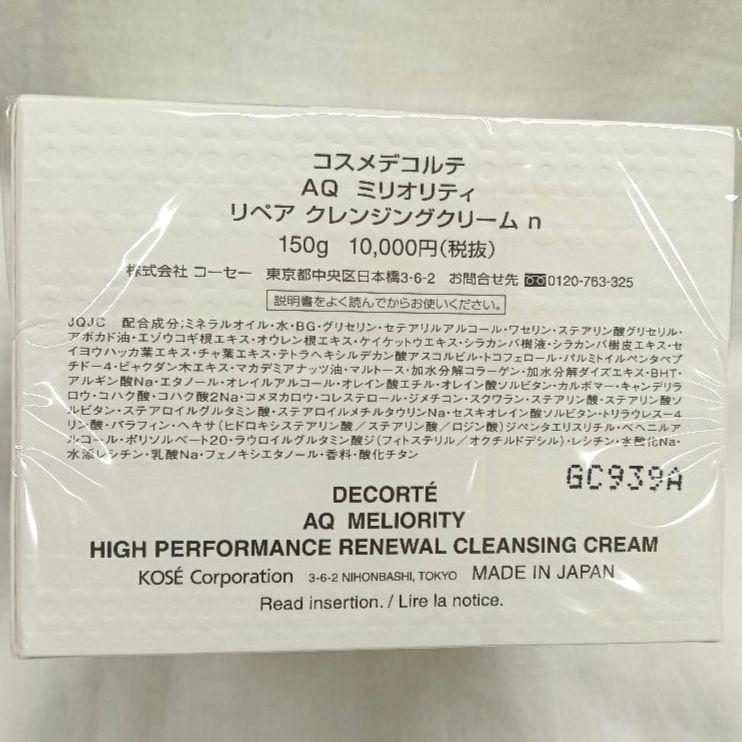 コスメデコルテ
AQ ミリオリティ
リペア クレンジングクリーム n
150g 10,000円(税抜)
株式会社 コーセー 東京都中央区日本橋3-6-2 お問合せ先 0120-763-325
説明書をよく読んでからお使いください。
JQJC 配合成分;ミネラルオイル・水・BG・グリセリン・セテアリルアルコール・ワセリン・ステアリン酸グリセリル・
アボカド油・エゾウコギ根エキス・オウレン根エキス・ケイケットウエキス・シラカンバ樹液・シラカンバ樹皮エキス・セ
イヨウハッカ葉エキス・チャ葉エキス・テトラヘキシルデカン酸アスコルビル・トコフェロール・パルミトイルペンタペプ
チド-4・ビャクダン木エキス・マカデミアナッツ油・マルトース・加水分解コラーゲン・加水分解ダイズエキス・BHT・
アルギン酸Na・エタノール・オレイルアルコール・オレイン酸エチル・オレイン酸ソルビタン・カルボマー・キャンデリラ
ロウ・コハク酸・コハク酸2Na・コメヌカロウ・コレステロール・ジメチコン・スクワラン・ステアリン酸・ステアリン酸ソ
ルビタン・ステアロイルグルタミン酸・ステアロイルメチルタウリンNa・セスキオレイン酸ソルビタン・トリラウレス-4
リン酸・パラフィン・ヘキサ(ヒドロキシステアリン酸/ステアリン酸/ロジン酸)ジペンタエリスリチル・ベヘニルア
ルコール・ポリソルベート20・ラウロイルグルタミン酸ジ(フィトステリル/オクチルドデシル)・レシチン・水酸化Na・
水添レシチン・乳酸Na・フェノキシエタノール・香料・酸化チタン
GC939A
DECORTÉ
AQ MELIORITY
HIGH PERFORMANCE RENEWAL CLEANSING CREAM
KOSÉ Corporation 3-6-2 NIHONBASHI, TOKYO MADE IN JAPAN
Read insertion. / Lire la notice.